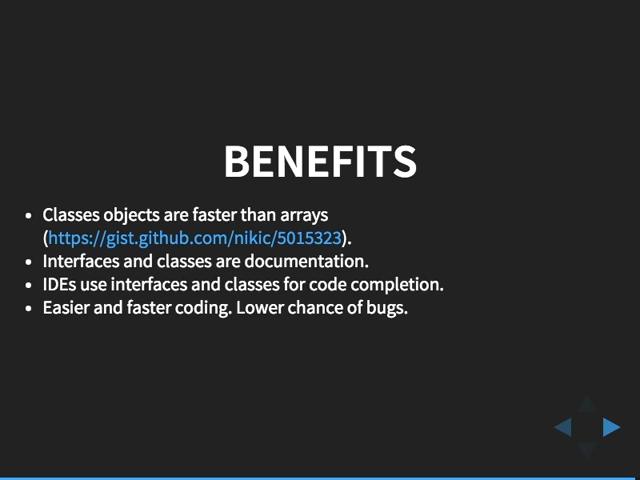 BENEFITS
• Classes objects are faster than arrays
(https://gist.github.com/nikic/5015323).
• Interfaces and classes are documentation.
• IDEs use interfaces and classes for code completion.
• Easier and faster coding. Lower chance of bugs.